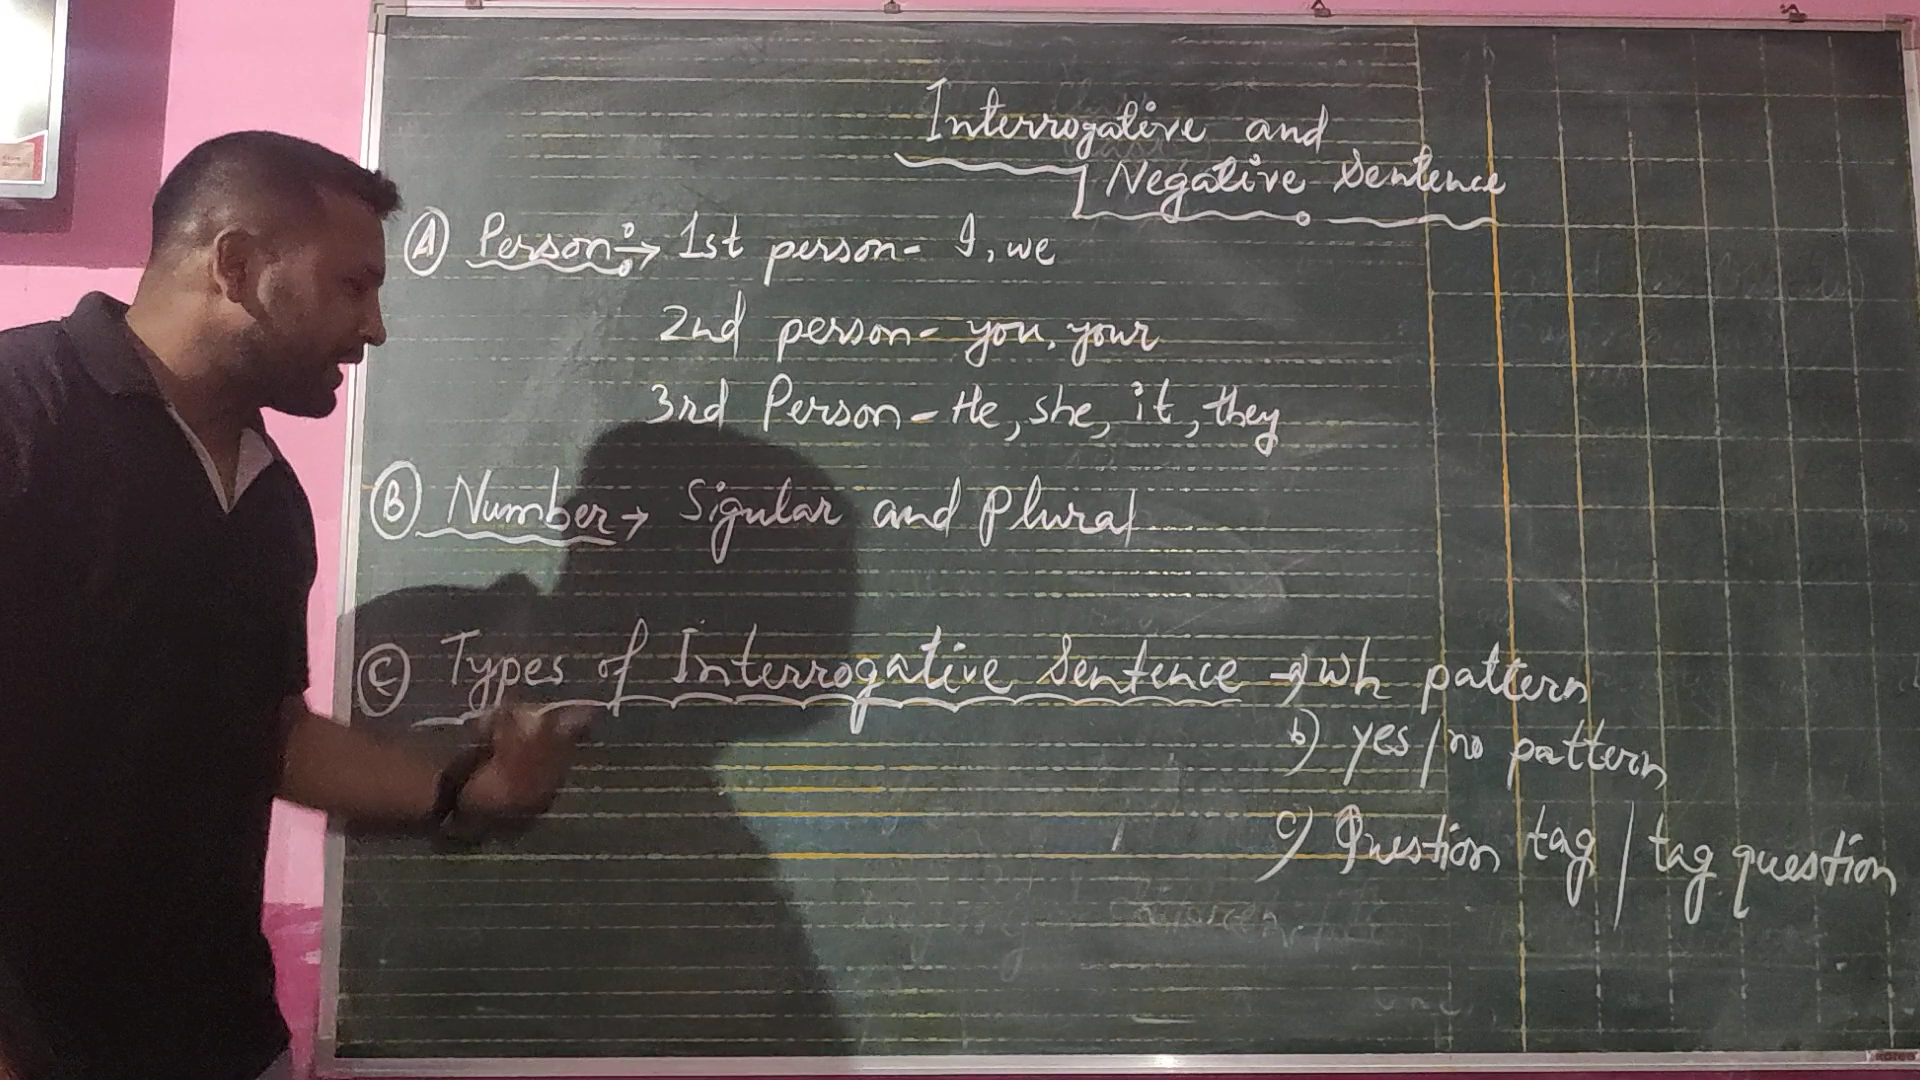 Interrogative and
Negative Sentence
(A) Person:→ 1st person- I, we
2nd person- you, your
3rd Person- He, she, it, they
(B) Number→ Sigular and Plural
(C) Types of Interrogative Sentence → a) wh pattern
b) yes/no pattern
c) Question tag / tag question